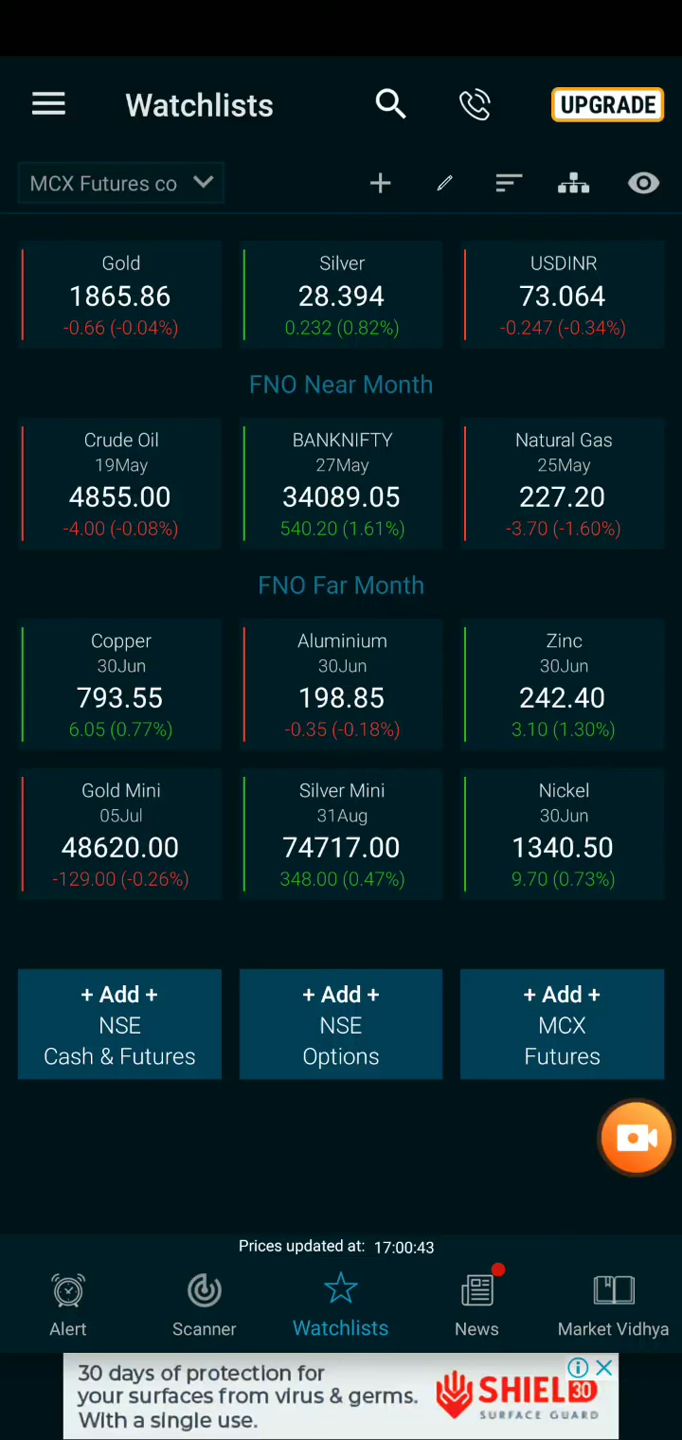 Watchlists
UPGRADE
MCX Futures co
Gold
1865.86
-0.66 (-0.04%)
Silver
28.394
0.232 (0.82%)
USDINR
73.064
-0.247 (-0.34%)
FNO Near Month
Crude Oil
19May
4855.00
-4.00 (-0.08%)
BANKNIFTY
27May
34089.05
540.20 (1.61%)
Natural Gas
25May
227.20
-3.70 (-1.60%)
FNO Far Month
Copper
30Jun
793.55
6.05 (0.77%)
Aluminium
30Jun
198.85
-0.35 (-0.18%)
Zinc
30Jun
242.40
3.10 (1.30%)
Gold Mini
05Jul
48620.00
-129.00 (-0.26%)
Silver Mini
31Aug
74717.00
348.00 (0.47%)
Nickel
30Jun
1340.50
9.70 (0.73%)
+ Add +
NSE
Cash & Futures
+ Add +
NSE
Options
+ Add +
MCX
Futures
Prices updated at: 17:00:43
Alert
Scanner
Watchlists
News
Market Vidhya
30 days of protection for
your surfaces from virus & germs.
With a single use.
SHIELD 30
SURFACE GUARD